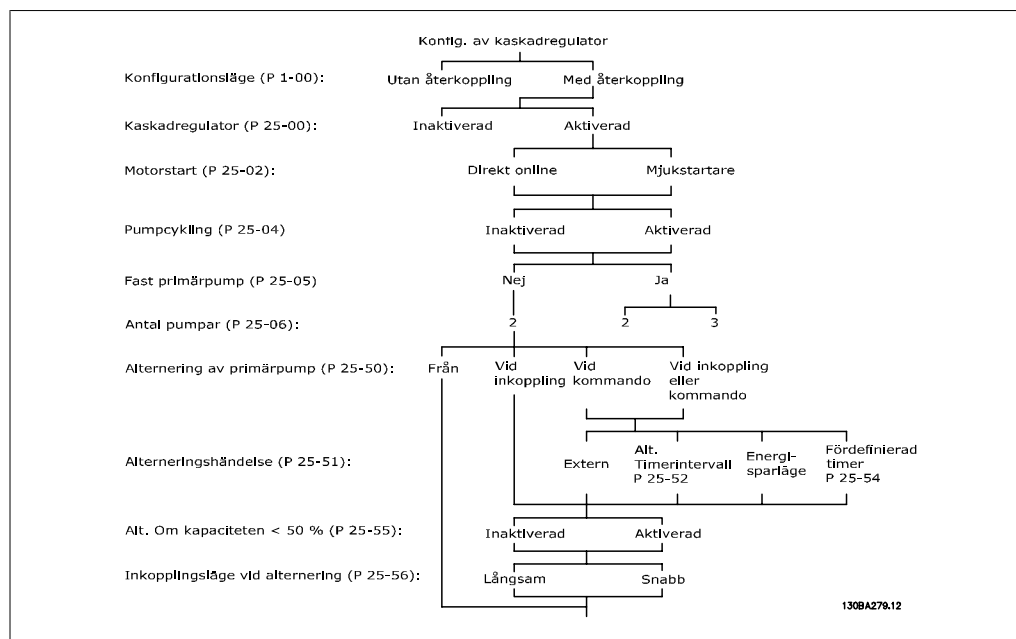 Konfig. av kaskadregulator
Konfigurationsläge (P 1-00): Utan återkoppling Med återkoppling
Kaskadregulator (P 25-00): Inaktiverad Aktiverad
Motorstart (P 25-02): Direkt online Mjukstartare
Pumpcykling (P 25-04) Inaktiverad Aktiverad
Fast primärpump (P 25-05) Nej Ja
Antal pumpar (P 25-06): 2 2 3
Alternering av primärpump (P 25-50): Från
Vid
inkoppling
Vid
kommando
Vid inkoppling
eller
kommando
Alterneringshändelse (P 25-51): Extern
Alt.
Timerintervall
P 25-52
Energi-
sparläge
Fördefinierad
timer
P 25-54
Alt. Om kapaciteten < 50 % (P 25-55): Inaktiverad Aktiverad
Inkopplingsläge vid alternering (P 25-56): Långsam Snabb
130BA279.12